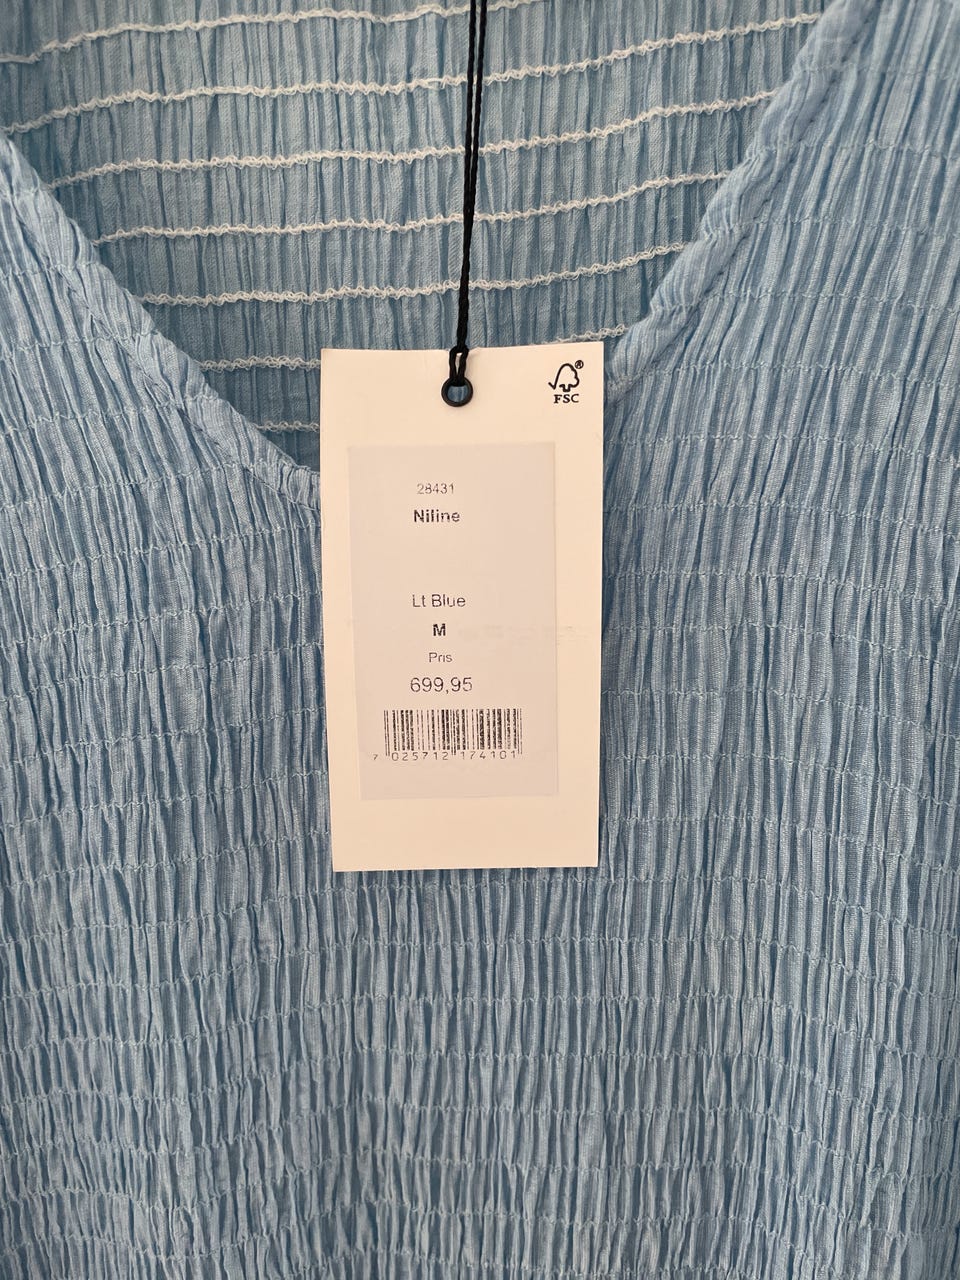 ®
FSC
28431
Niline
Lt Blue
M
Pris
699,95
7 025712 174101